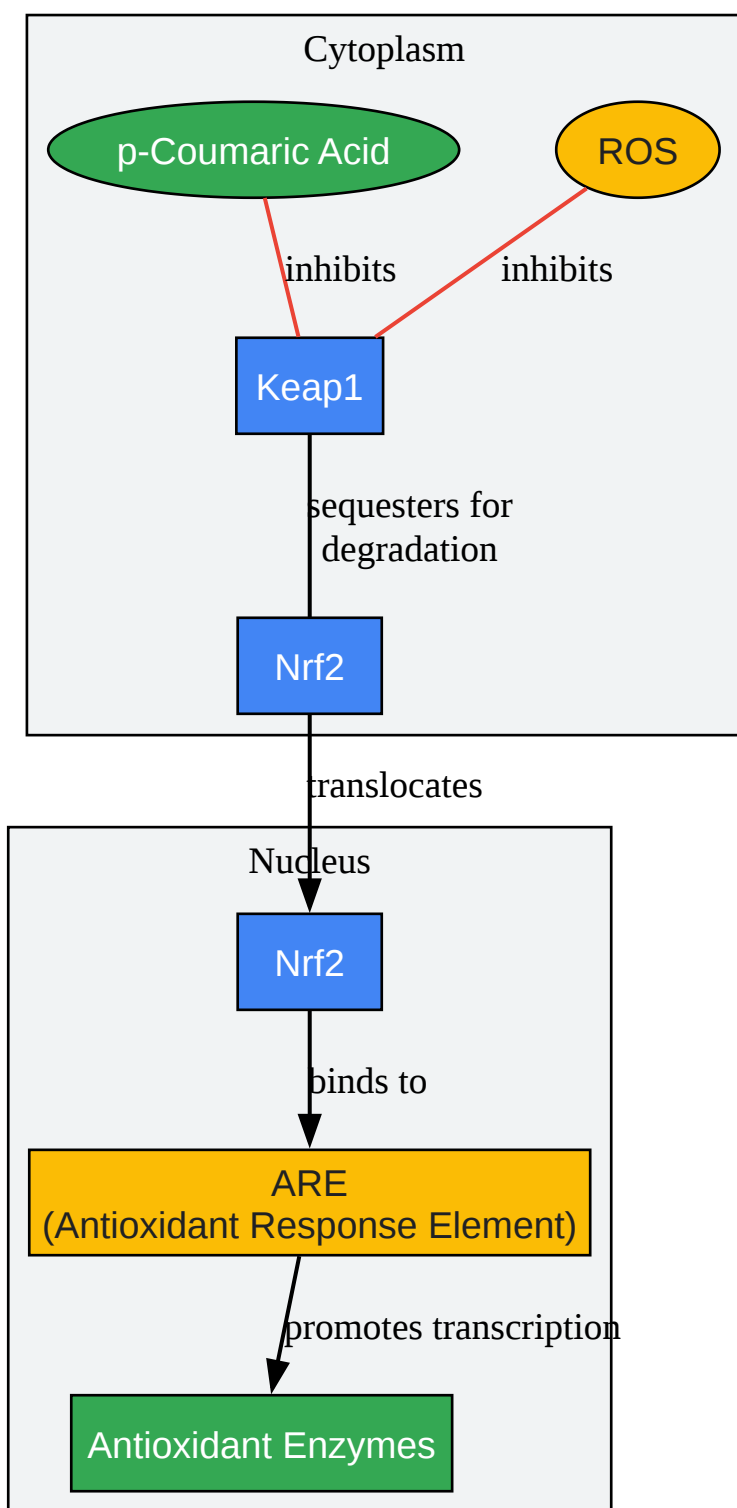 Cytoplasm
p-Coumaric Acid
ROS
inhibits
inhibits
Keap1
sequesters for
degradation
Nrf2
translocates
Nucleus
Nrf2
binds to
ARE
(Antioxidant Response Element)
promotes transcription
Antioxidant Enzymes